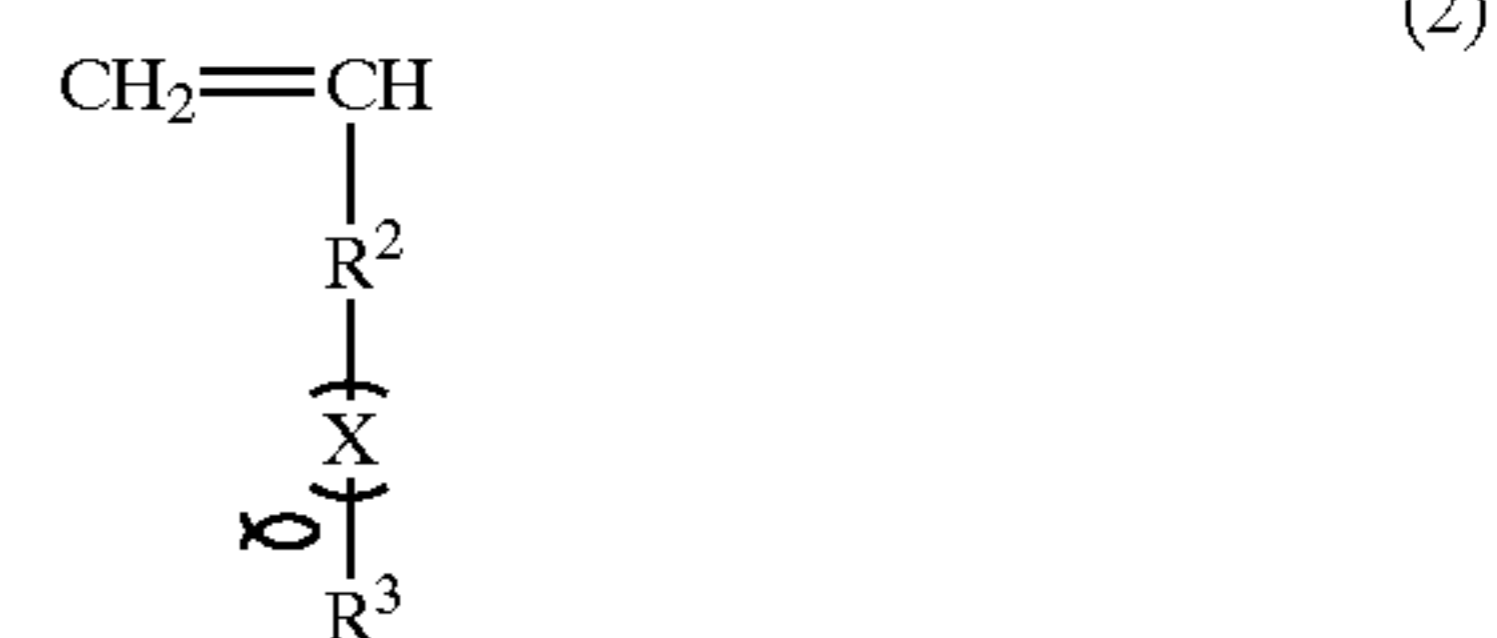 (2)
CH₂=CH
R²
(X)
R³